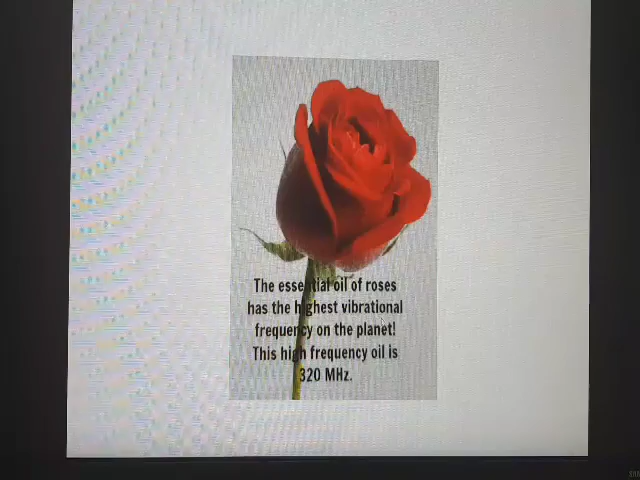 The essential oil of roses
has the highest vibrational
frequency on the planet!
This high frequency oil is
320 MHz.